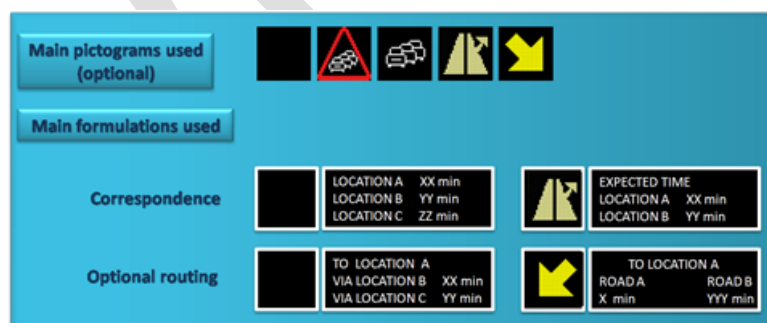 Main pictograms used
(optional)
Main formulations used
Correspondence
LOCATION A XX min
LOCATION B YY min
LOCATION C ZZ min
EXPECTED TIME
LOCATION A XX min
LOCATION B YY min
Optional routing
TO LOCATION A
VIA LOCATION B XX min
VIA LOCATION C YY min
TO LOCATION A
ROAD A ROAD B
X min YYY min